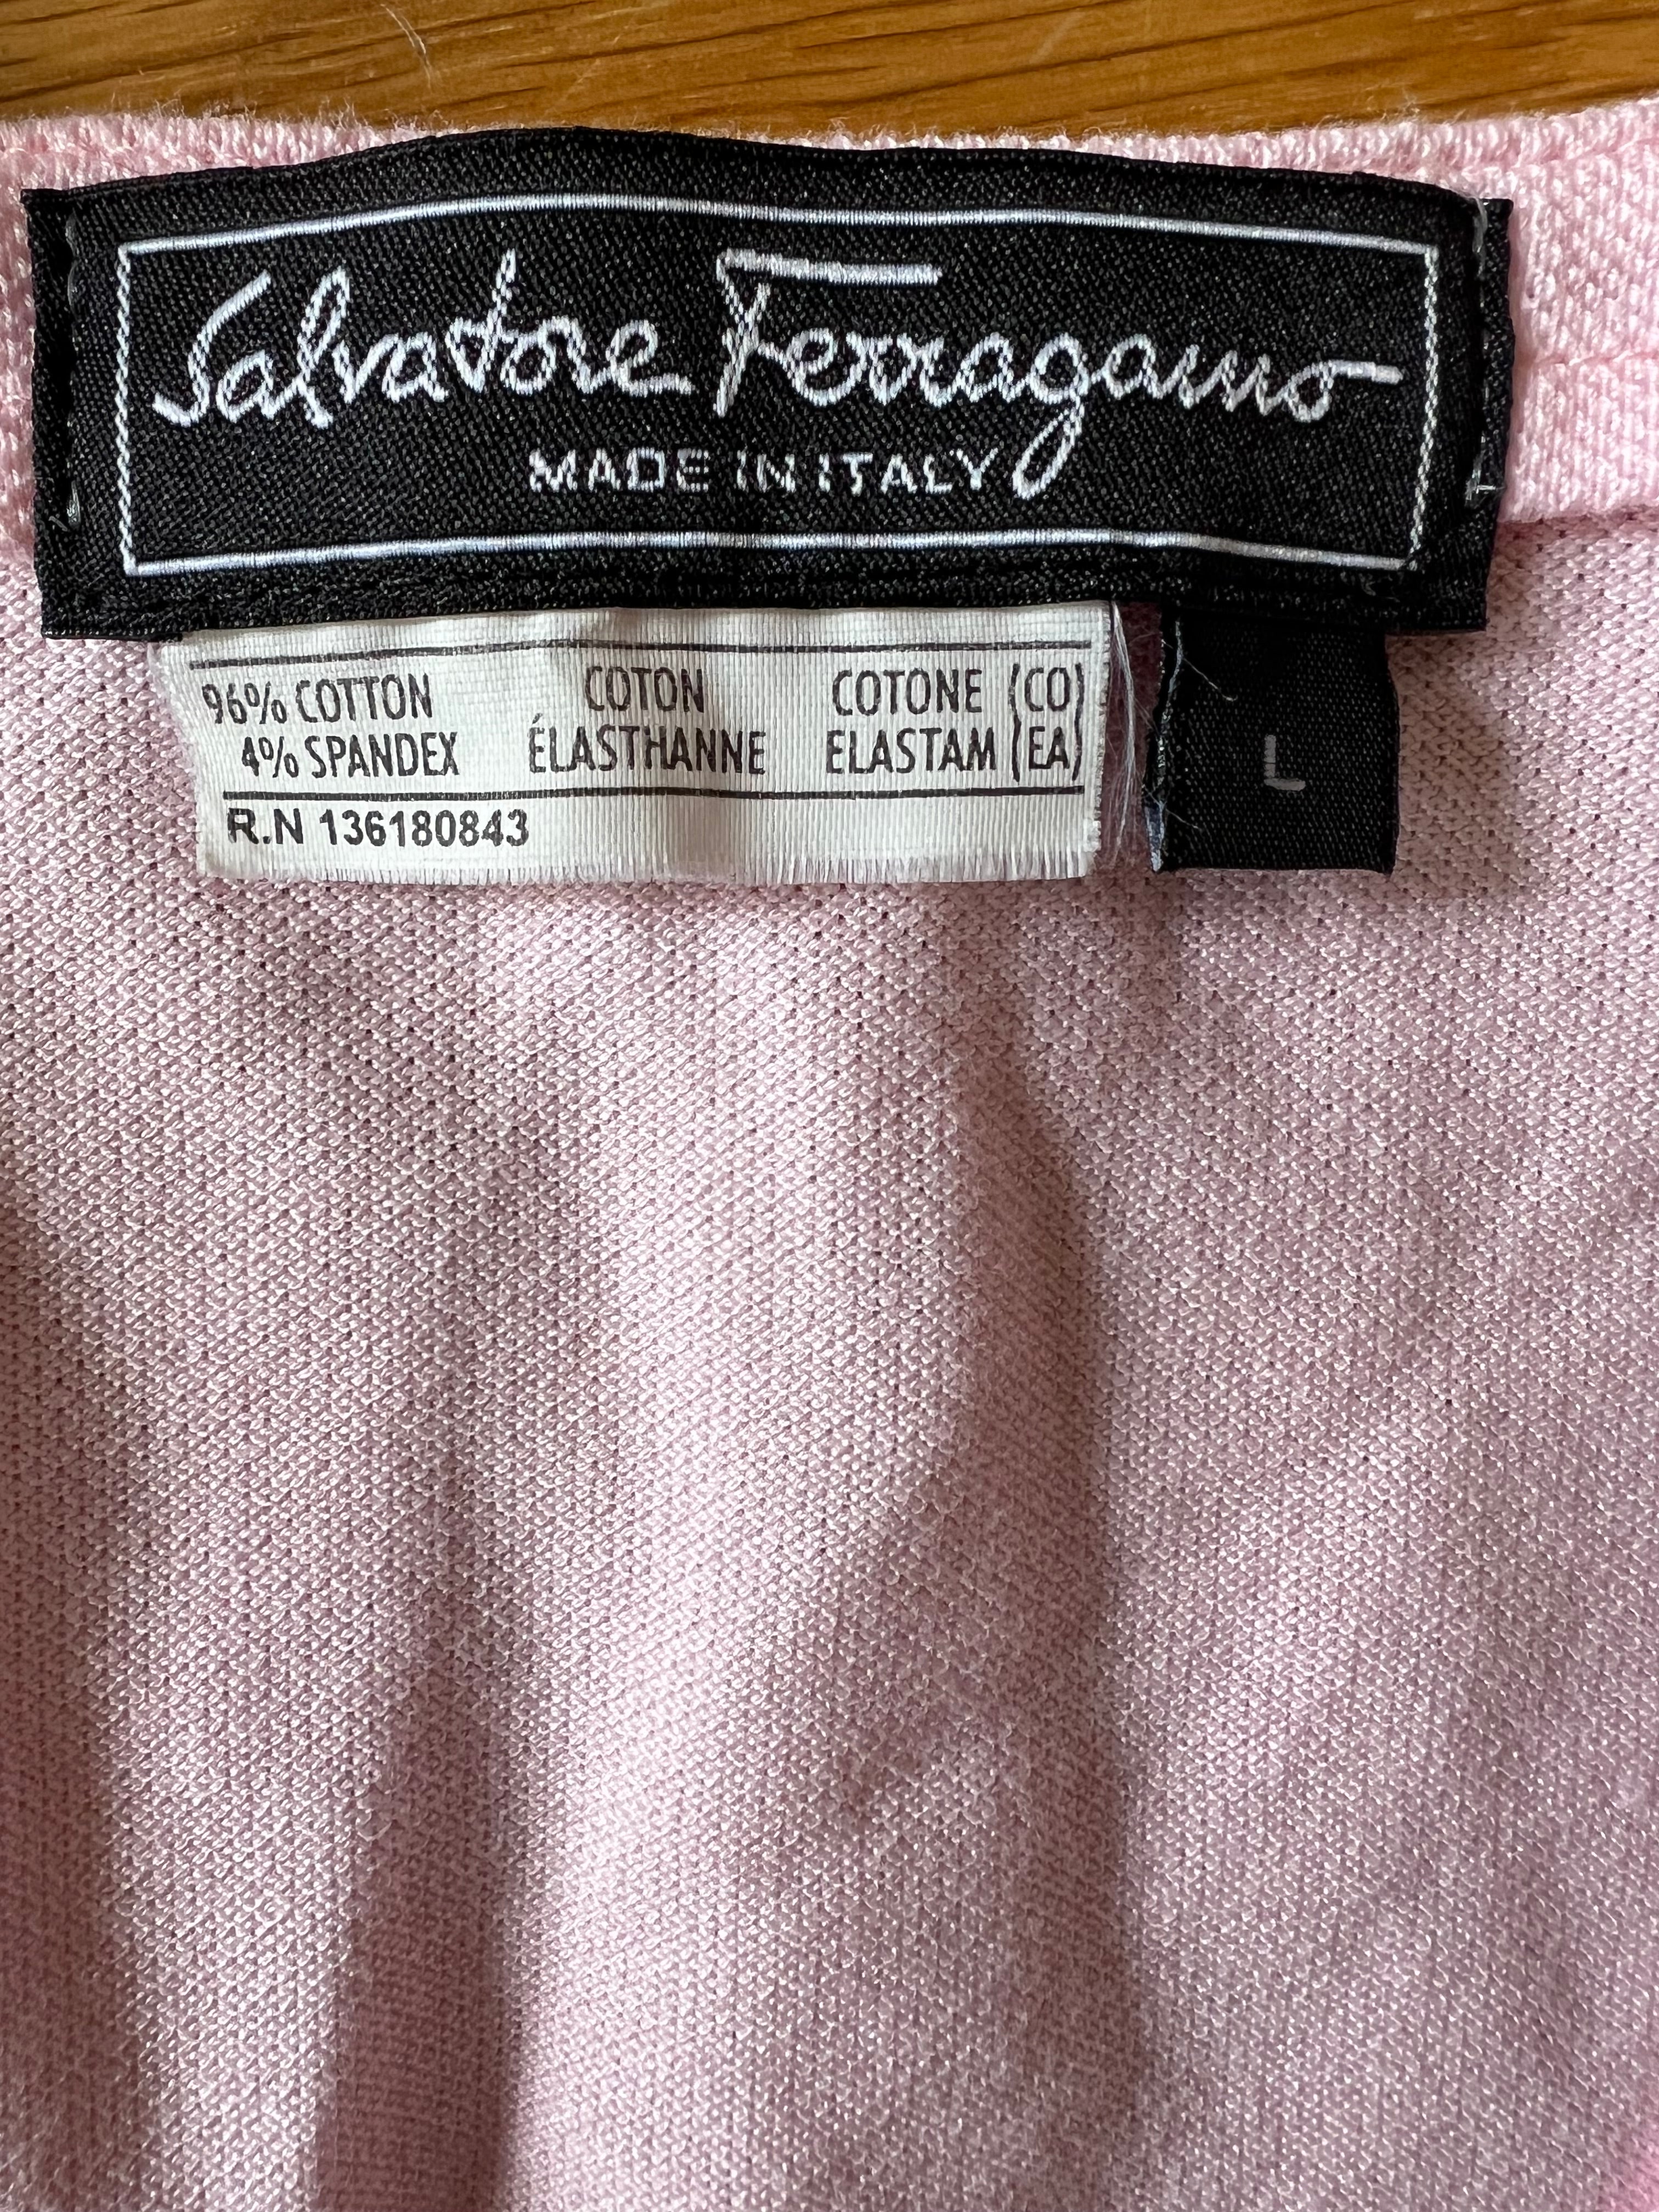 Salvatore Ferragamo
MADE IN ITALY
96% COTTON COTON COTONE (CO)
4% SPANDEX ÉLASTHANNE ELASTAM (EA)
R.N 136180843
L